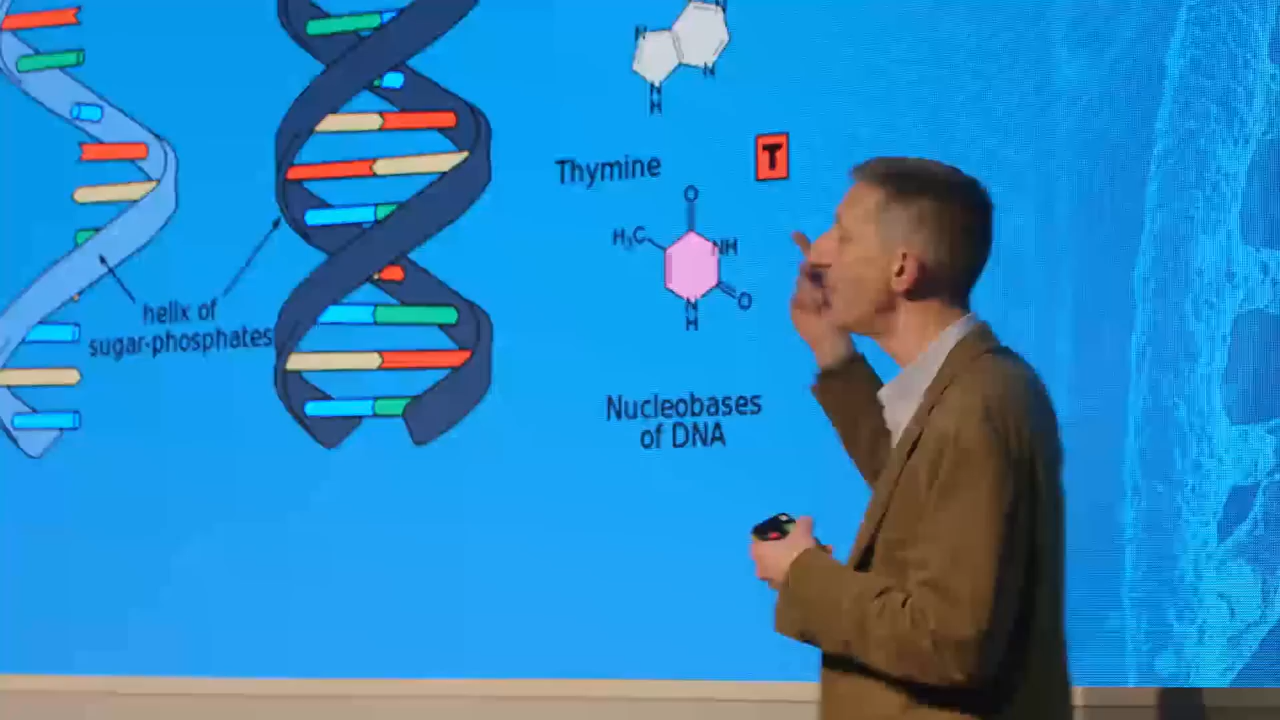 N
N
N
H
Thymine
T
O
H₃C
NH
O
N
H
helix of
sugar-phosphates
Nucleobases
of DNA